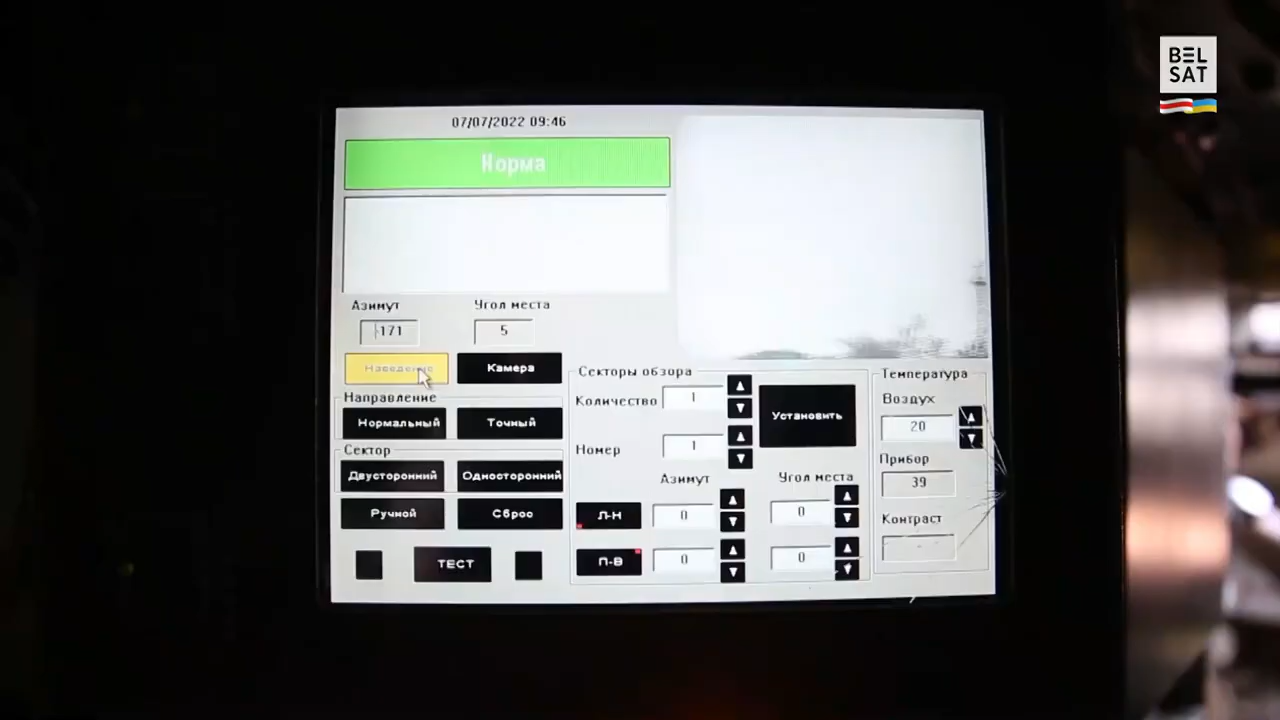 BEL
SAT
07/07/2022 09:46
Норма
Азимут Угол места
-171 5
Наведение Камера
Направление
Нормальный Точный
Сектор
Двусторонний Односторонний
Ручной Сброс
ТЕСТ
Секторы обзора
Количество 1
Номер 1
Установить
Азимут Угол места
Л-Н 0 0
П-В 0 0
Температура
Воздух
20
Прибор
39
Контраст